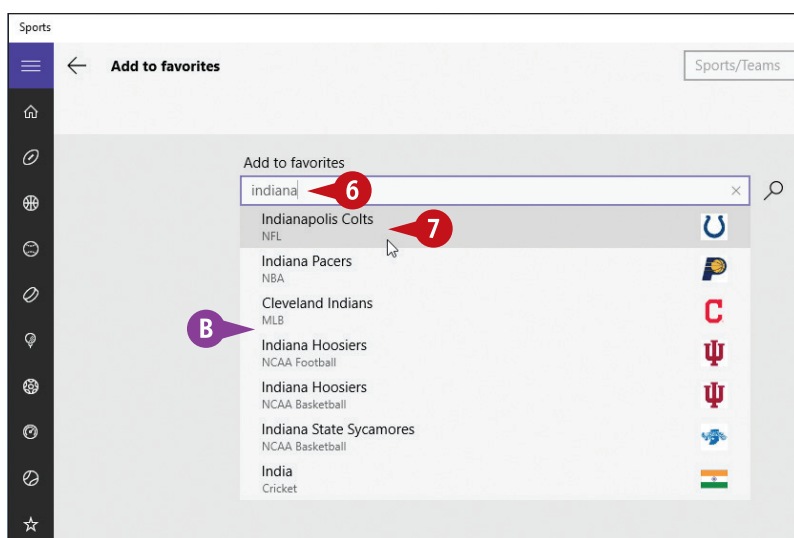 Sports
Add to favorites
Sports/Teams
Add to favorites
indiana
6
Indianapolis Colts
7
NFL
Indiana Pacers
NBA
Cleveland Indians
C
MLB
B
Indiana Hoosiers
NCAA Football
Indiana Hoosiers
NCAA Basketball
Indiana State Sycamores
NCAA Basketball
India
Cricket